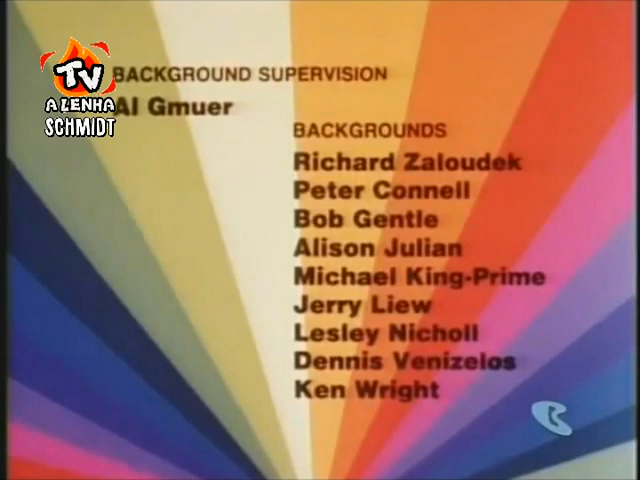 TV
A LENHA
SCHMIDT
BACKGROUND SUPERVISION
Al Gmuer
BACKGROUNDS
Richard Zaloudek
Peter Connell
Bob Gentle
Alison Julian
Michael King-Prime
Jerry Liew
Lesley Nicholl
Dennis Venizelos
Ken Wright